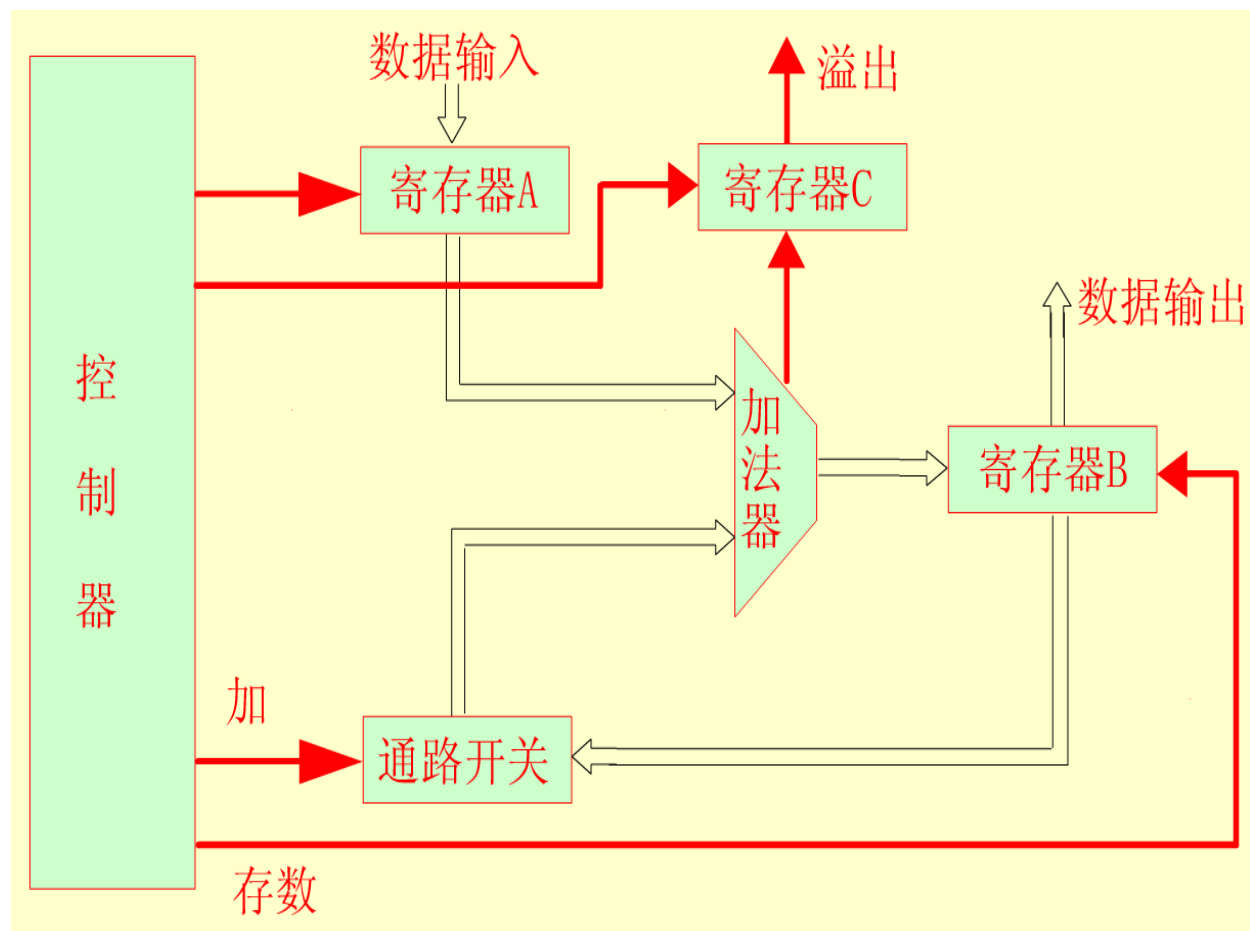 数据输入
溢出
寄存器A
寄存器C
数据输出
控制器
加法器
寄存器B
加
通路开关
存数